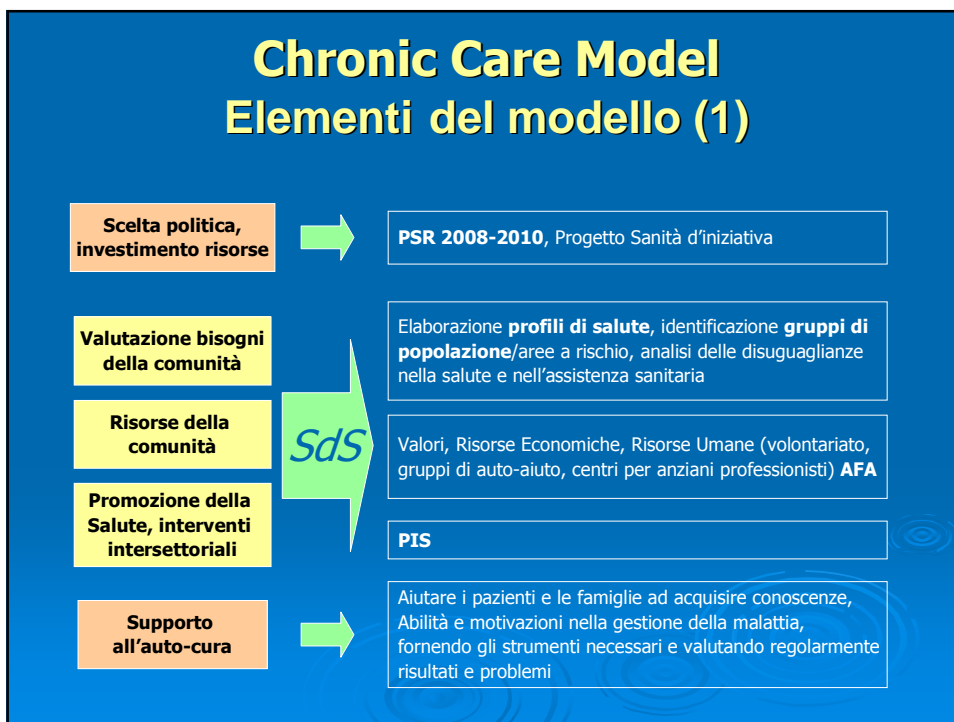 Chronic Care Model
Elementi del modello (1)
Scelta politica,
investimento risorse
PSR 2008-2010, Progetto Sanità d'iniziativa
Valutazione bisogni
della comunità
Elaborazione profili di salute, identificazione gruppi di
popolazione/aree a rischio, analisi delle disuguaglianze
nella salute e nell'assistenza sanitaria
Risorse della
comunità
SdS
Valori, Risorse Economiche, Risorse Umane (volontariato,
gruppi di auto-aiuto, centri per anziani professionisti) AFA
Promozione della
Salute, interventi
intersettoriali
PIS
Supporto
all'auto-cura
Aiutare i pazienti e le famiglie ad acquisire conoscenze,
Abilità e motivazioni nella gestione della malattia,
fornendo gli strumenti necessari e valutando regolarmente
risultati e problemi